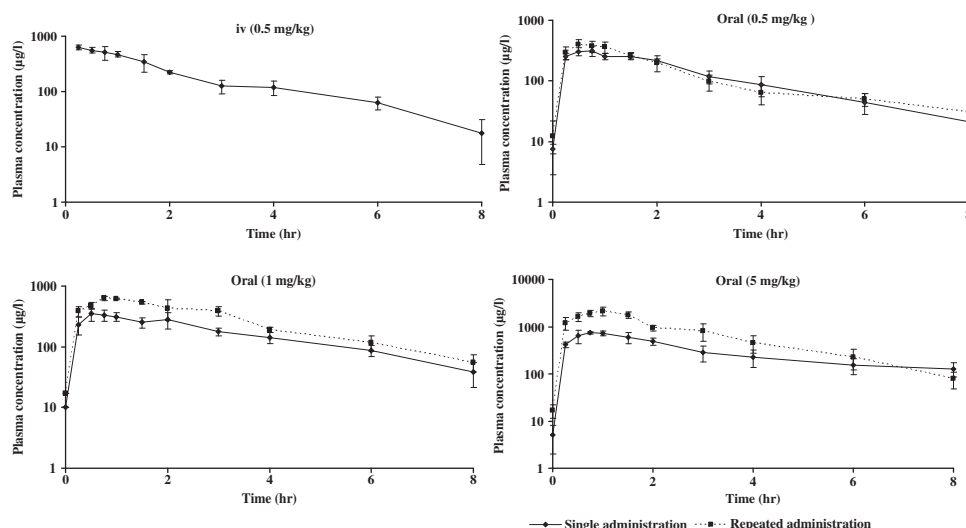 iv (0.5 mg/kg)
Plasma concentration (µg/l)
1000
100
10
1
0 2 4 6 8
Time (hr)
Oral (0.5 mg/kg )
Plasma concentration (µg/l)
1000
100
10
1
0 2 4 6 8
Time (hr)
Oral (1 mg/kg)
Plasma concentration (µg/l)
1000
100
10
1
0 2 4 6 8
Time (hr)
Oral (5 mg/kg)
Plasma concentration (µg/l)
10000
1000
100
10
1
0 2 4 6 8
Time (hr)
Single administration Repeated administration